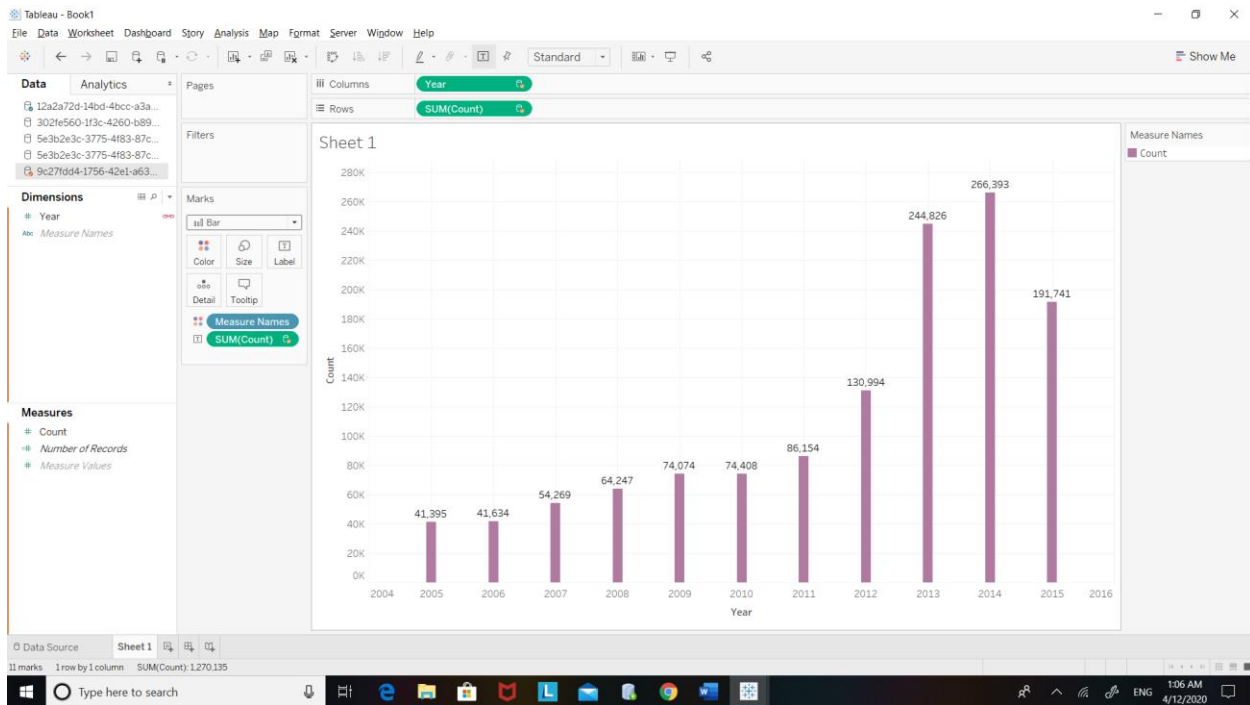 Tableau - Book1
File Data Worksheet Dashboard Story Analysis Map Format Server Window Help
Standard
Show Me
Data Analytics
Pages
Columns Year
12a2a72d-14bd-4bcc-a3a...
302fe560-1f3c-4260-b89...
5e3b2e3c-3775-4f83-87c...
5e3b2e3c-3775-4f83-87c...
9c27fdd4-1756-42e1-a63...
Rows SUM(Count)
Filters
Dimensions
Year
Abc Measure Names
Marks
Bar
Color Size Label
Detail Tooltip
Measure Names
SUM(Count)
Measures
Count
Number of Records
Measure Values
Sheet 1
280K
260K
240K
220K
200K
180K
160K
140K
120K
100K
80K
60K
40K
20K
0K
Count
41,395
41,634
54,269
64,247
74,074
74,408
86,154
130,994
244,826
266,393
191,741
2004 2005 2006 2007 2008 2009 2010 2011 2012 2013 2014 2015 2016
Year
Measure Names
Count
Data Source Sheet 1
11 marks 1 row by 1 column SUM(Count): 1,270,135
Type here to search
ENG
1:06 AM
4/12/2020